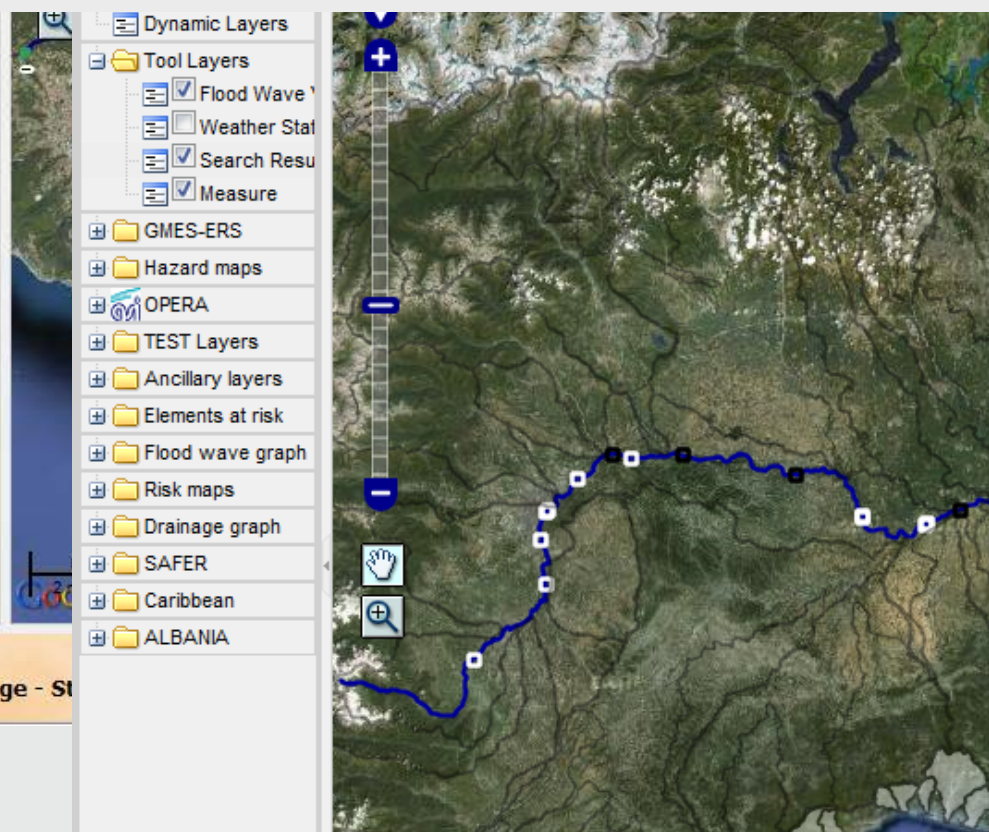 Dynamic Layers
Tool Layers
Flood Wave
Weather Stat
Search Resu
Measure
GMES-ERS
Hazard maps
OPERA
TEST Layers
Ancillary layers
Elements at risk
Flood wave graph
Risk maps
Drainage graph
SAFER
Caribbean
ALBANIA
ge - St